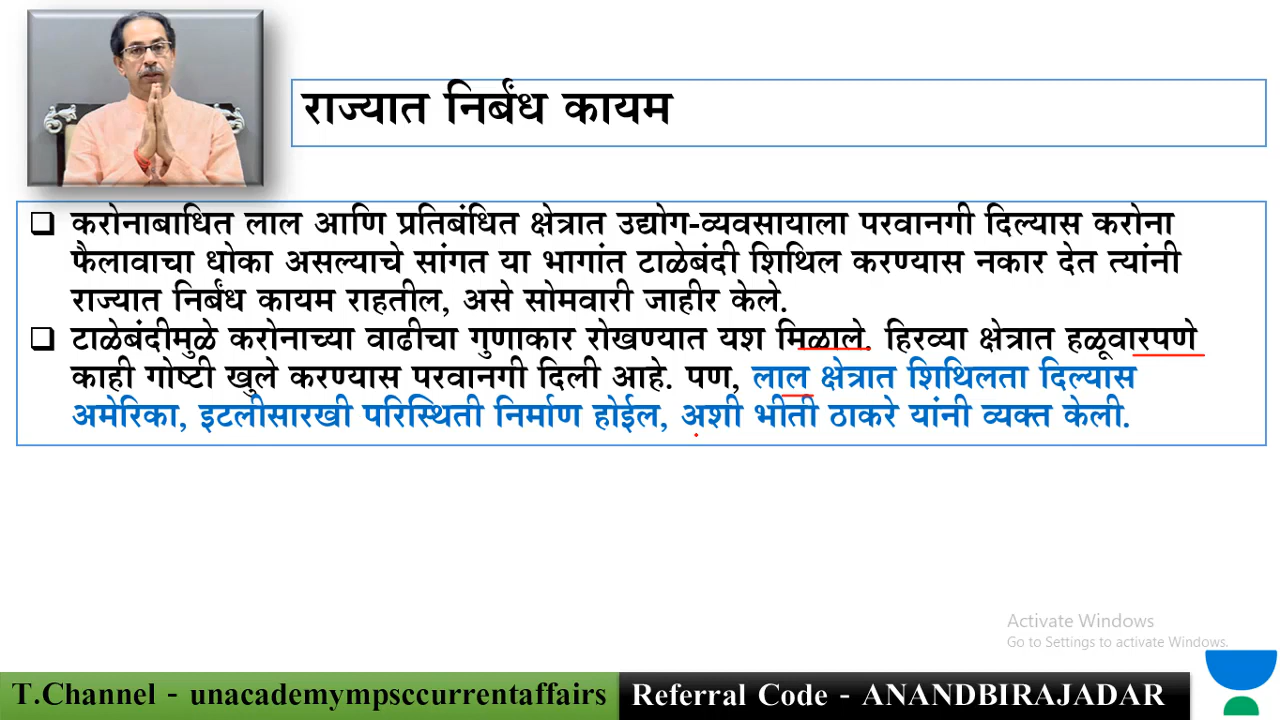 राज्यात निर्बंध कायम
करोनाबाधित लाल आणि प्रतिबंधित क्षेत्रात उद्योग-व्यवसायाला परवानगी दिल्यास करोना
फैलावाचा धोका असल्याचे सांगत या भागांत टाळेबंदी शिथिल करण्यास नकार देत त्यांनी
राज्यात निर्बंध कायम राहतील, असे सोमवारी जाहीर केले.
टाळेबंदीमुळे करोनाच्या वाढीचा गुणाकार रोखण्यात यश मिळाले. हिरव्या क्षेत्रात हळूवारपणे
काही गोष्टी खुले करण्यास परवानगी दिली आहे. पण, लाल क्षेत्रात शिथिलता दिल्यास
अमेरिका, इटलीसारखी परिस्थिती निर्माण होईल, अशी भीती ठाकरे यांनी व्यक्त केली.
Activate Windows
Go to Settings to activate Windows.
T.Channel - unacademympsccurrentaffairs
Referral Code - ANANDBIRAJADAR